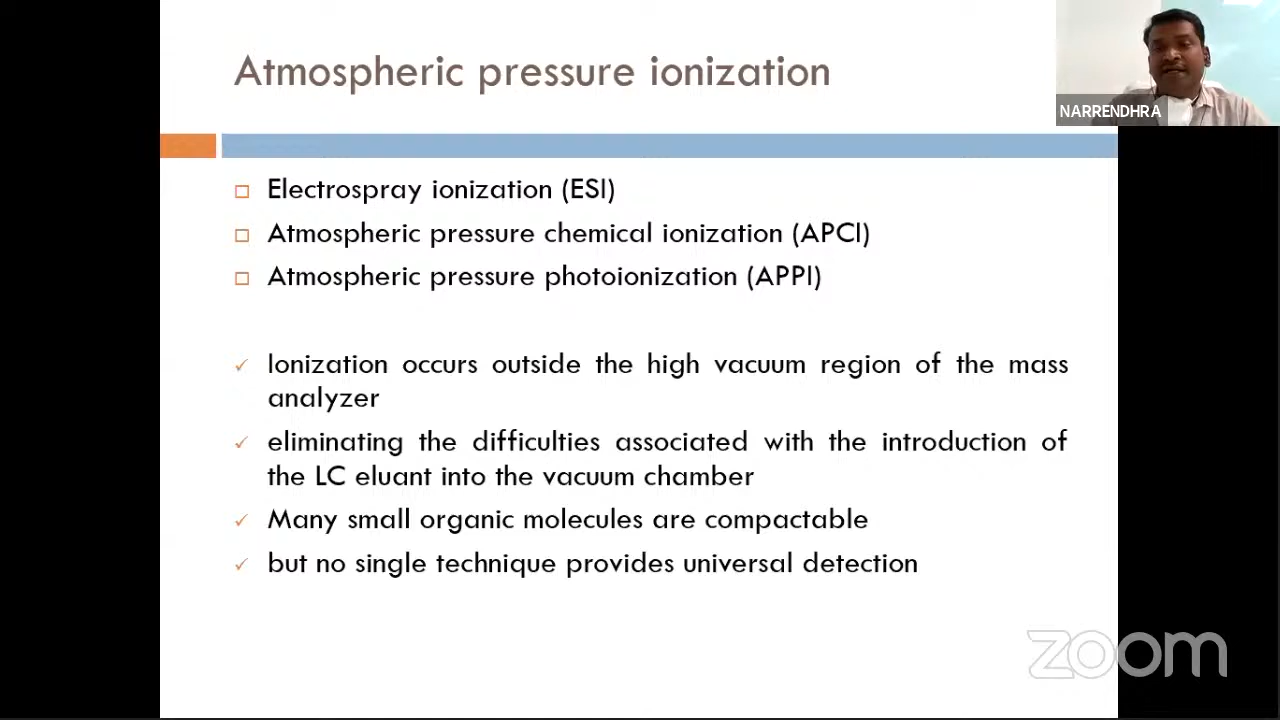 Atmospheric pressure ionization
NARRENDHRA
Electrospray ionization (ESI)
Atmospheric pressure chemical ionization (APCI)
Atmospheric pressure photoionization (APPI)
Ionization occurs outside the high vacuum region of the mass
analyzer
eliminating the difficulties associated with the introduction of
the LC eluant into the vacuum chamber
Many small organic molecules are compactable
but no single technique provides universal detection
zoom